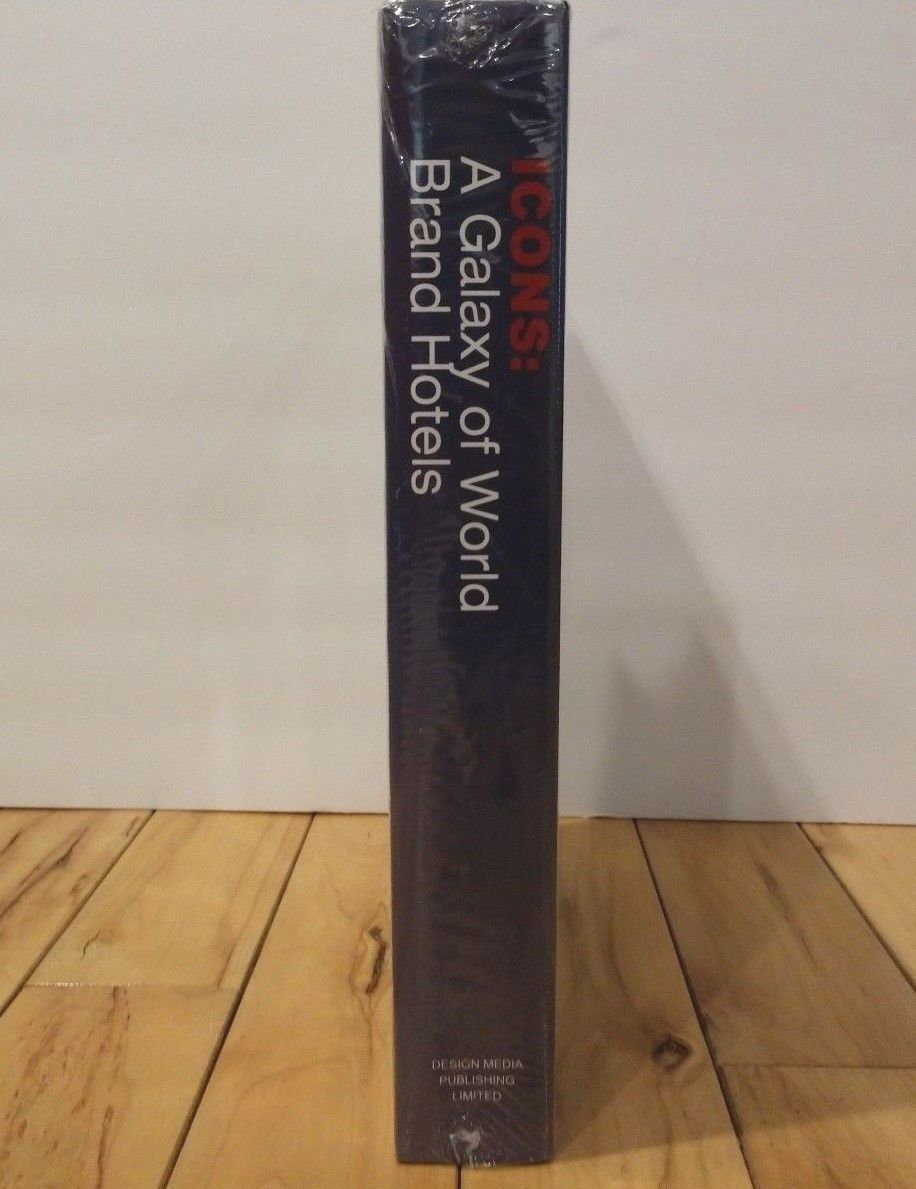 ICONS:
A Galaxy of World
Brand Hotels
DESIGN MEDIA
PUBLISHING
LIMITED